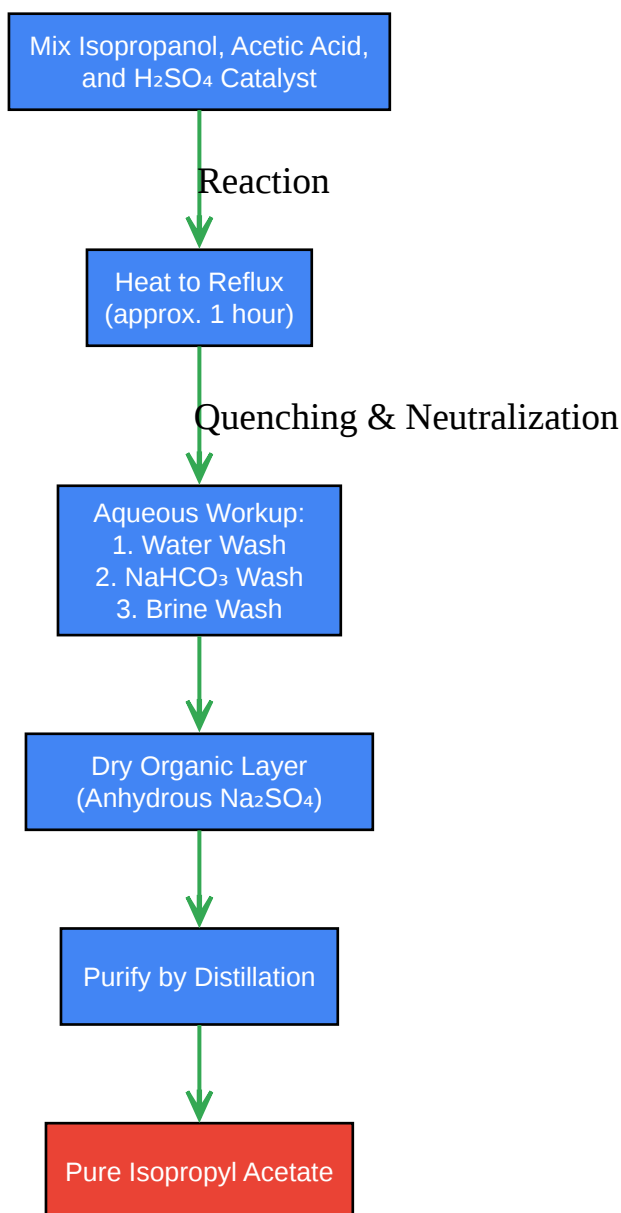 Mix Isopropanol, Acetic Acid,
and H₂SO₄ Catalyst
Reaction
Heat to Reflux
(approx. 1 hour)
Quenching & Neutralization
Aqueous Workup:
1. Water Wash
2. NaHCO₃ Wash
3. Brine Wash
Dry Organic Layer
(Anhydrous Na₂SO₄)
Purify by Distillation
Pure Isopropyl Acetate